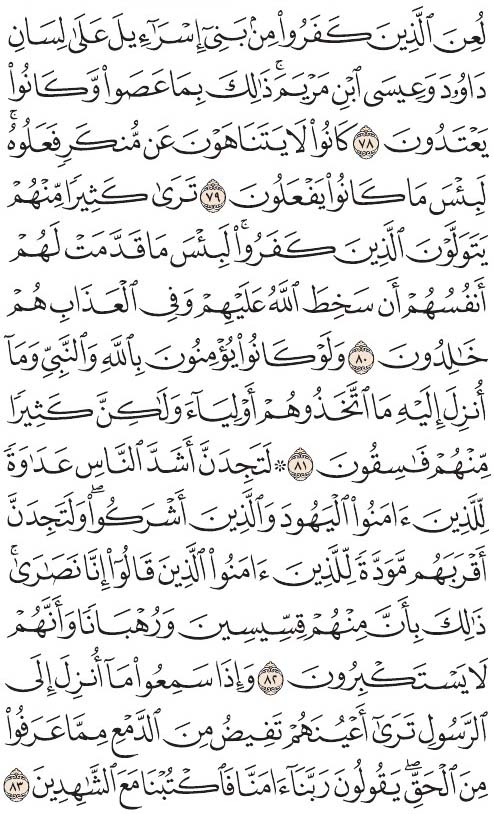 لُعِنَ ٱلَّذِينَ كَفَرُواْ مِنۢ بَنِىٓ إِسْرَٰٓءِيلَ عَلَىٰ لِسَانِ
دَاوُۥدَ وَعِيسَى ٱبْنِ مَرْيَمَ ۚ ذَٰلِكَ بِمَا عَصَواْ وَّكَانُواْ
يَعْتَدُونَ ٧٨ كَانُواْ لَا يَتَنَاهَوْنَ عَن مُّنكَرٍ فَعَلُوهُ ۚ
لَبِئْسَ مَا كَانُواْ يَفْعَلُونَ ٧٩ تَرَىٰ كَثِيرًا مِّنْهُمْ
يَتَوَلَّوْنَ ٱلَّذِينَ كَفَرُواْ ۚ لَبِئْسَ مَا قَدَّمَتْ لَهُمْ
أَنفُسُهُمْ أَن سَخِطَ ٱللَّهُ عَلَيْهِمْ وَفِى ٱلْعَذَابِ هُمْ
خَٰلِدُونَ ٨٠ وَلَوْ كَانُواْ يُؤْمِنُونَ بِٱللَّهِ وَٱلنَّبِىِّ وَمَآ
أُنزِلَ إِلَيْهِ مَا ٱتَّخَذُوهُمْ أَوْلِيَآءَ وَلَٰكِنَّ كَثِيرًا
مِّنْهُمْ فَٰسِقُونَ ٨١ ۞ لَتَجِدَنَّ أَشَدَّ ٱلنَّاسِ عَدَٰوَةً
لِّلَّذِينَ ءَامَنُواْ ٱلْيَهُودَ وَٱلَّذِينَ أَشْرَكُواْ ۖ وَلَتَجِدَنَّ
أَقْرَبَهُم مَّوَدَّةً لِّلَّذِينَ ءَامَنُواْ ٱلَّذِينَ قَالُوٓاْ إِنَّا نَصَٰرَىٰ ۚ
ذَٰلِكَ بِأَنَّ مِنْهُمْ قِسِّيسِينَ وَرُهْبَانًا وَأَنَّهُمْ
لَا يَسْتَكْبِرُونَ ٨٢ وَإِذَا سَمِعُواْ مَآ أُنزِلَ إِلَى
ٱلرَّسُولِ تَرَىٰٓ أَعْيُنَهُمْ تَفِيضُ مِنَ ٱلدَّمْعِ مِمَّا عَرَفُواْ
مِنَ ٱلْحَقِّ ۖ يَقُولُونَ رَبَّنَآ ءَامَنَّا فَٱكْتُبْنَا مَعَ ٱلشَّٰهِدِينَ ٨٣